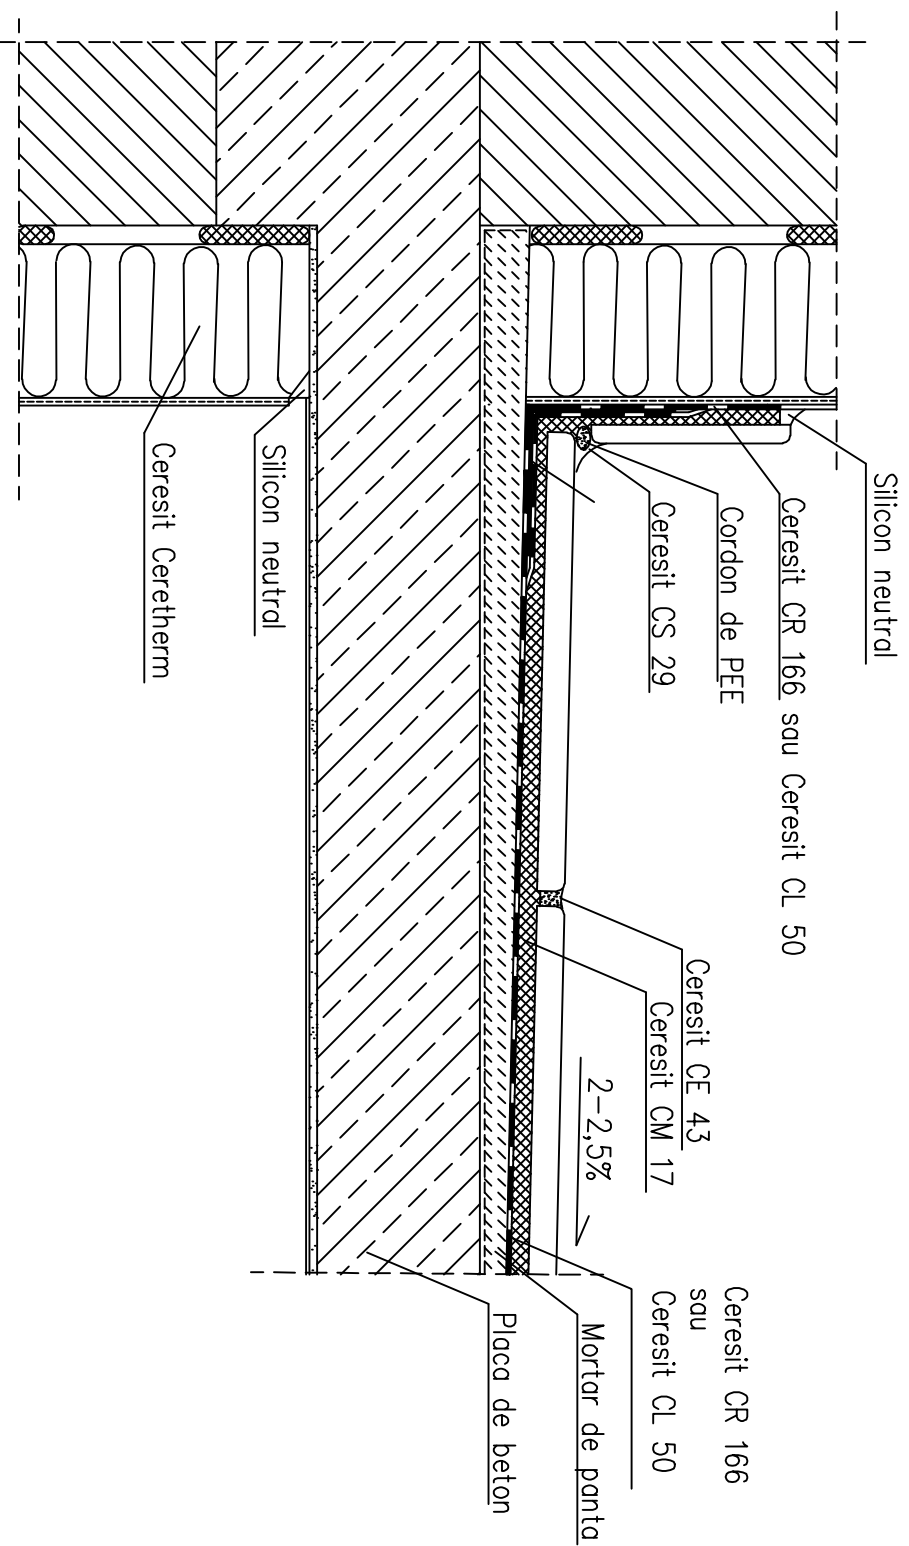 Silicon neutral
Ceresit CR 166 sau Ceresit CL 50
Cordon de PEE
Ceresit CS 29
Silicon neutral
Ceresit Ceretherm
Ceresit CE 43
Ceresit CM 17
2-2,5%
Ceresit CR 166
sau
Ceresit CL 50
Mortar de panta
Placa de beton